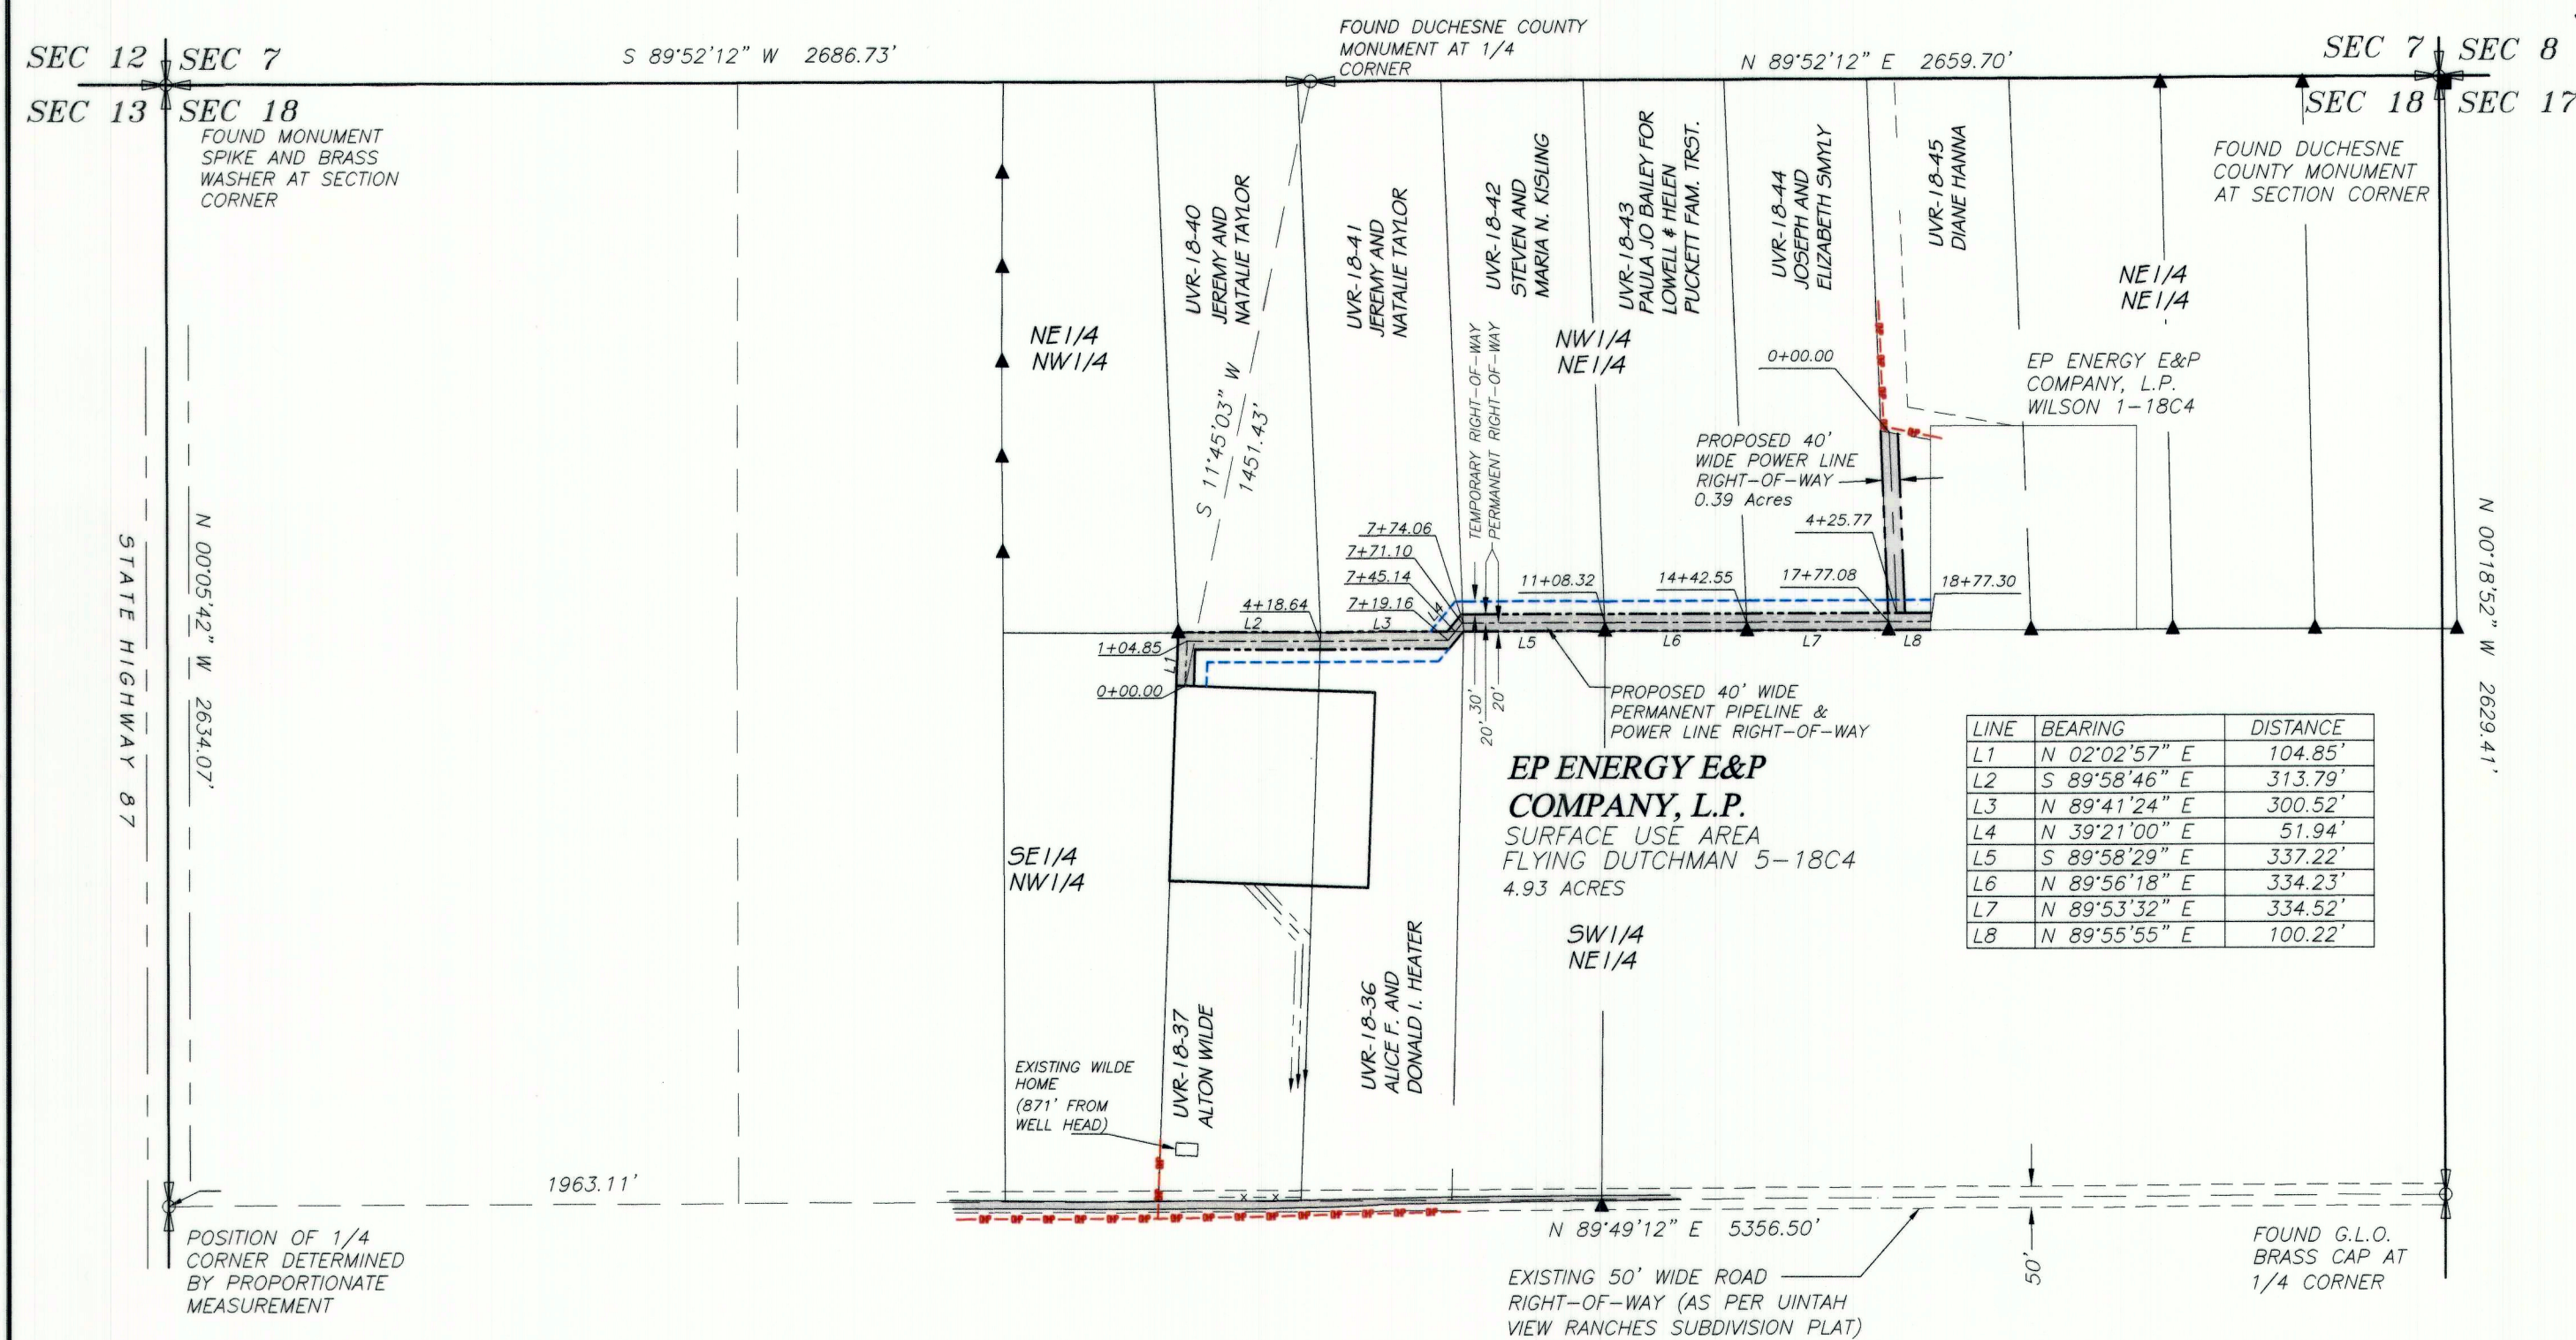 SEC 12
SEC 7
SEC 13
SEC 18
FOUND MONUMENT
SPIKE AND BRASS
WASHER AT SECTION
CORNER
S 89°52'12" W 2686.73'
FOUND DUCHESNE COUNTY
MONUMENT AT 1/4
CORNER
N 89°52'12" E 2659.70'
SEC 7
SEC 8
SEC 18
SEC 17
FOUND DUCHESNE
COUNTY MONUMENT
AT SECTION CORNER
UVR-18-40
JEREMY AND
NATALIE TAYLOR
UVR-18-41
JEREMY AND
NATALIE TAYLOR
UVR-18-42
STEVEN AND
MARIA N. KISLING
UVR-18-43
PAULA JO BAILEY FOR
LOWELL & HELEN
PUCKETT FAM. TRST.
UVR-18-44
JOSEPH AND
ELIZABETH SMYLY
UVR-18-45
DIANE HANNA
NE1/4
NW1/4
NW1/4
NE1/4
NE1/4
NE1/4
S 11°45'03" W
1451.43'
TEMPORARY RIGHT-OF-WAY
PERMANENT RIGHT-OF-WAY
0+00.00
EP ENERGY E&P
COMPANY, L.P.
WILSON 1-18C4
PROPOSED 40'
WIDE POWER LINE
RIGHT-OF-WAY
0.39 Acres
4+25.77
STATE HIGHWAY 87
N 00°05'42" W 2634.07'
N 00°18'52" W 2629.41'
7+74.06
7+71.10
7+45.14
7+19.16
4+18.64
11+08.32
14+42.55
17+77.08
18+77.30
1+04.85
0+00.00
L1
L2
L3
L4
L5
L6
L7
L8
20'
30'
20'
PROPOSED 40' WIDE
PERMANENT PIPELINE &
POWER LINE RIGHT-OF-WAY
EP ENERGY E&P
COMPANY, L.P.
SURFACE USE AREA
FLYING DUTCHMAN 5-18C4
4.93 ACRES
LINE BEARING DISTANCE
L1 N 02°02'57" E 104.85'
L2 S 89°58'46" E 313.79'
L3 N 89°41'24" E 300.52'
L4 N 39°21'00" E 51.94'
L5 S 89°58'29" E 337.22'
L6 N 89°56'18" E 334.23'
L7 N 89°53'32" E 334.52'
L8 N 89°55'55" E 100.22'
SE1/4
NW1/4
SW1/4
NE1/4
UVR-18-37
ALTON WILDE
UVR-18-36
ALICE F. AND
DONALD I. HEATER
EXISTING WILDE
HOME
(871' FROM
WELL HEAD)
1963.11'
POSITION OF 1/4
CORNER DETERMINED
BY PROPORTIONATE
MEASUREMENT
N 89°49'12" E 5356.50'
EXISTING 50' WIDE ROAD
RIGHT-OF-WAY (AS PER UINTAH
VIEW RANCHES SUBDIVISION PLAT)
50'
FOUND G.L.O.
BRASS CAP AT
1/4 CORNER